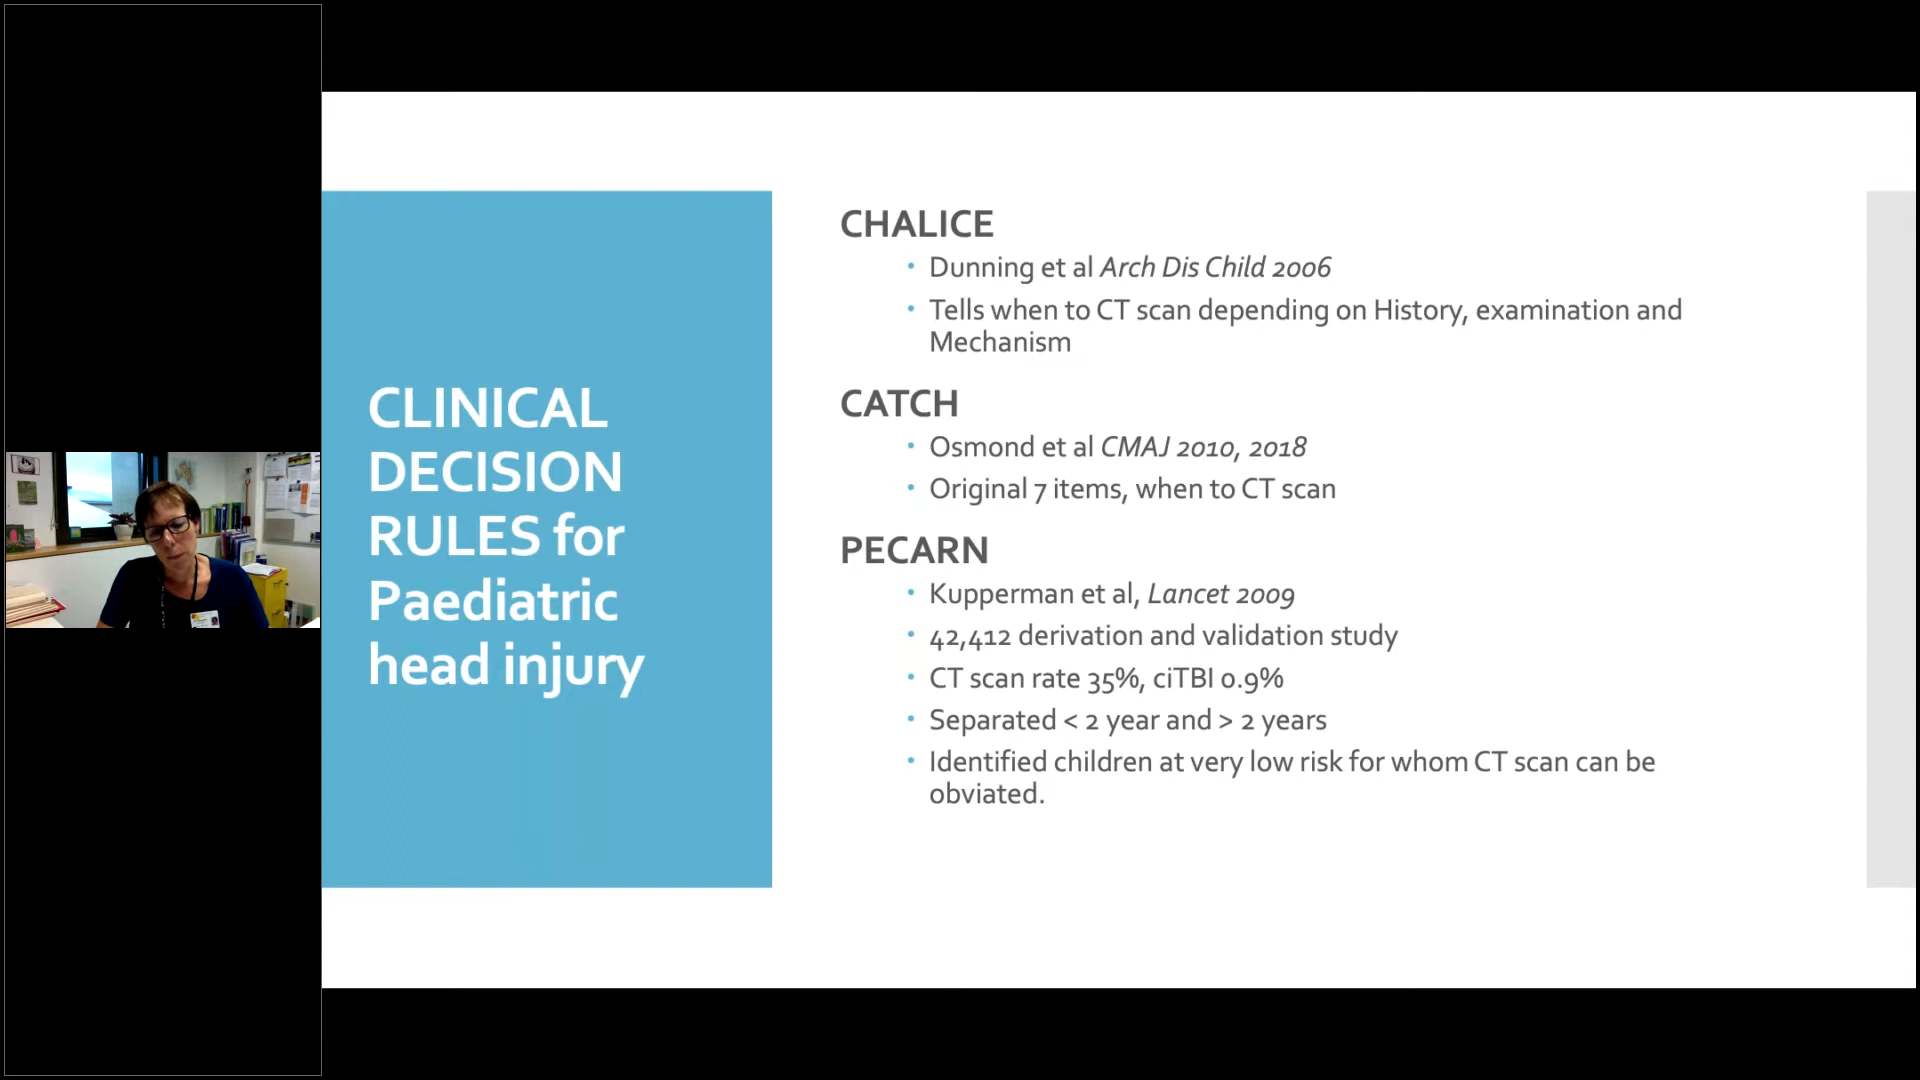 CLINICAL
DECISION
RULES for
Paediatric
head injury
CHALICE
• Dunning et al Arch Dis Child 2006
• Tells when to CT scan depending on History, examination and
Mechanism
CATCH
• Osmond et al CMAJ 2010, 2018
• Original 7 items, when to CT scan
PECARN
• Kupperman et al, Lancet 2009
• 42,412 derivation and validation study
• CT scan rate 35%, ciTBI 0.9%
• Separated < 2 year and > 2 years
• Identified children at very low risk for whom CT scan can be
obviated.